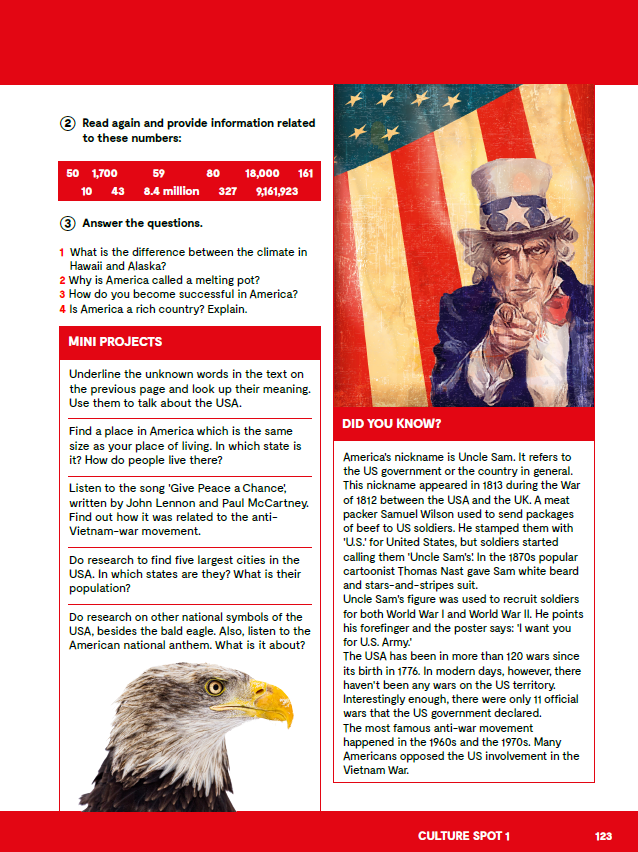 2 Read again and provide information related
to these numbers:
50 1,700 59 80 18,000 161
10 43 8.4 million 327 9,161,923
3 Answer the questions.
1 What is the difference between the climate in
Hawaii and Alaska?
2 Why is America called a melting pot?
3 How do you become successful in America?
4 Is America a rich country? Explain.
MINI PROJECTS
Underline the unknown words in the text on
the previous page and look up their meaning.
Use them to talk about the USA.
Find a place in America which is the same
size as your place of living. In which state is
it? How do people live there?
Listen to the song 'Give Peace a Chance',
written by John Lennon and Paul McCartney.
Find out how it was related to the anti-
Vietnam-war movement.
Do research to find five largest cities in the
USA. In which states are they? What is their
population?
Do research on other national symbols of the
USA, besides the bald eagle. Also, listen to the
American national anthem. What is it about?
DID YOU KNOW?
America's nickname is Uncle Sam. It refers to
the US government or the country in general.
This nickname appeared in 1813 during the War
of 1812 between the USA and the UK. A meat
packer Samuel Wilson used to send packages
of beef to US soldiers. He stamped them with
'U.S.' for United States, but soldiers started
calling them 'Uncle Sam's'. In the 1870s popular
cartoonist Thomas Nast gave Sam white beard
and stars-and-stripes suit.
Uncle Sam's figure was used to recruit soldiers
for both World War I and World War II. He points
his forefinger and the poster says: 'I want you
for U.S. Army.'
The USA has been in more than 120 wars since
its birth in 1776. In modern days, however, there
haven't been any wars on the US territory.
Interestingly enough, there were only 11 official
wars that the US government declared.
The most famous anti-war movement
happened in the 1960s and the 1970s. Many
Americans opposed the US involvement in the
Vietnam War.
CULTURE SPOT 1 123